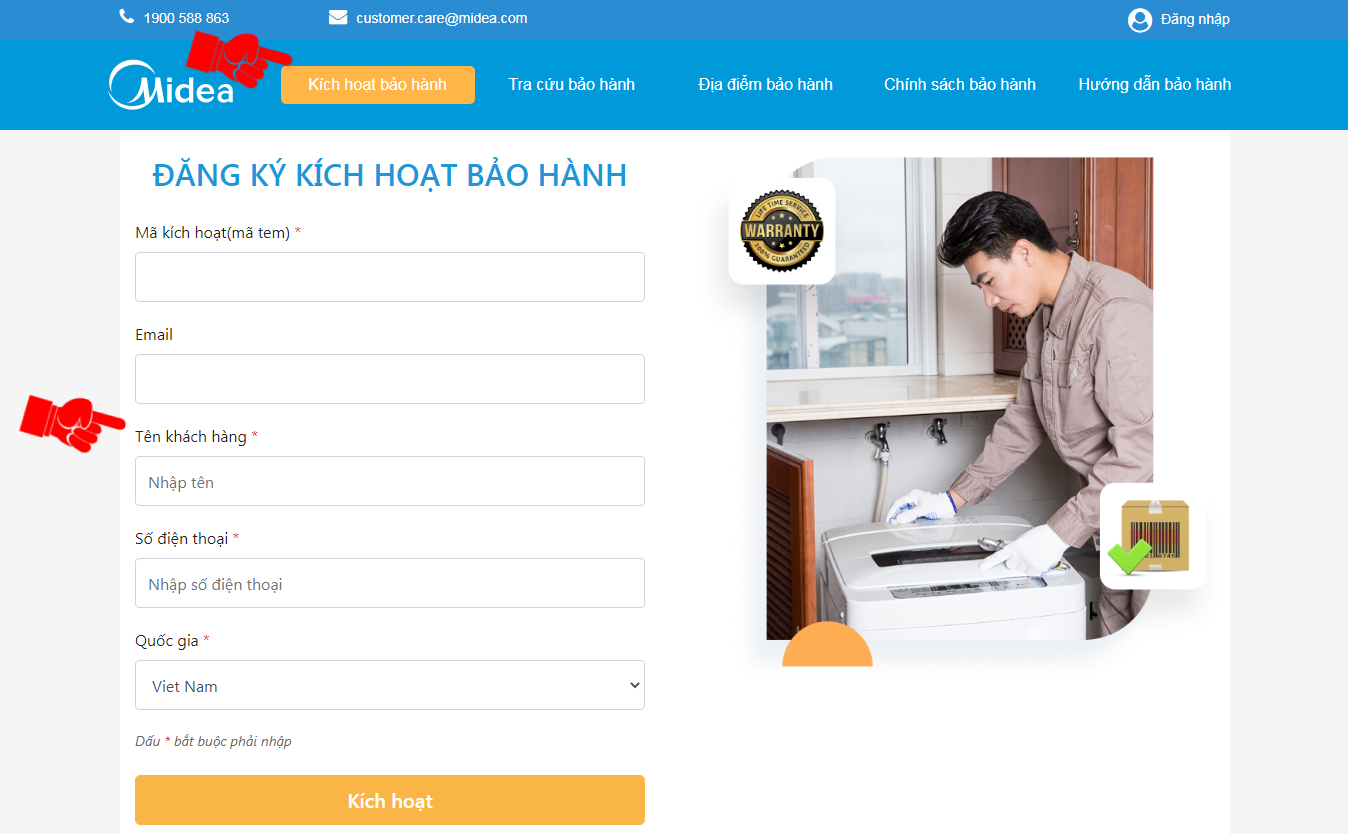 1900 588 863
customer.care@midea.com
Đăng nhập
Midea
Kích hoạt bảo hành
Tra cứu bảo hành
Địa điểm bảo hành
Chính sách bảo hành
Hướng dẫn bảo hành
ĐĂNG KÝ KÍCH HOẠT BẢO HÀNH
Mã kích hoạt(mã tem) *
Email
Tên khách hàng *
Nhập tên
Số điện thoại *
Nhập số điện thoại
Quốc gia *
Viet Nam
Dấu * bắt buộc phải nhập
Kích hoạt
LIFE TIME SERVICE
WARRANTY
100% GUARANTEED